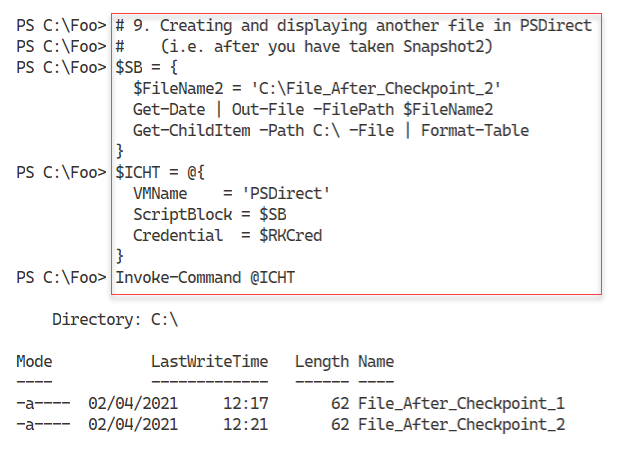 PS C:\Foo> # 9. Creating and displaying another file in PSDirect
PS C:\Foo> #    (i.e. after you have taken Snapshot2)
PS C:\Foo> $SB = {
             $FileName2 = 'C:\File_After_Checkpoint_2'
             Get-Date | Out-File -FilePath $FileName2
             Get-ChildItem -Path C:\ -File | Format-Table
           }
PS C:\Foo> $ICHT = @{
             VMName    = 'PSDirect'
             ScriptBlock = $SB
             Credential  = $RKCred
           }
PS C:\Foo> Invoke-Command @ICHT
    Directory: C:\
Mode           LastWriteTime   Length Name
----           -------------   ------ ----
-a----  02/04/2021     12:17       62 File_After_Checkpoint_1
-a----  02/04/2021     12:21       62 File_After_Checkpoint_2